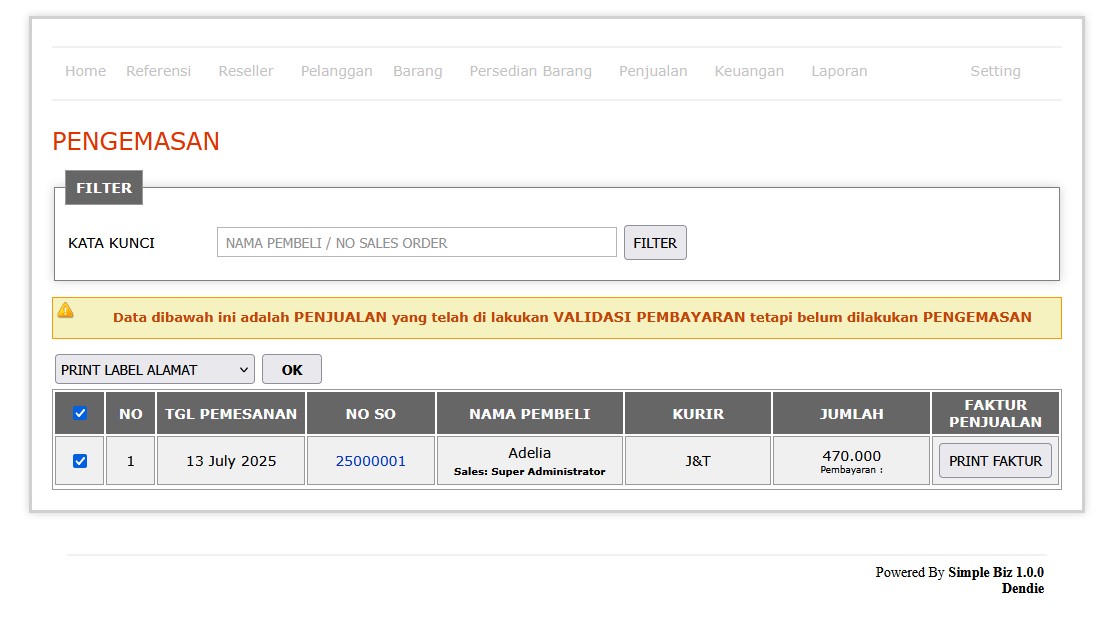 Home Referensi Reseller Pelanggan Barang Persedian Barang Penjualan Keuangan Laporan Setting
PENGEMASAN
FILTER
KATA KUNCI NAMA PEMBELI / NO SALES ORDER FILTER
Data dibawah ini adalah PENJUALAN yang telah di lakukan VALIDASI PEMBAYARAN tetapi belum dilakukan PENGEMASAN
PRINT LABEL ALAMAT OK
NO TGL PEMESANAN NO SO NAMA PEMBELI KURIR JUMLAH FAKTUR PENJUALAN
1 13 July 2025 25000001 Adelia J&T 470.000 PRINT FAKTUR
Sales: Super Administrator Pembayaran :
Powered By Simple Biz 1.0.0
Dendie